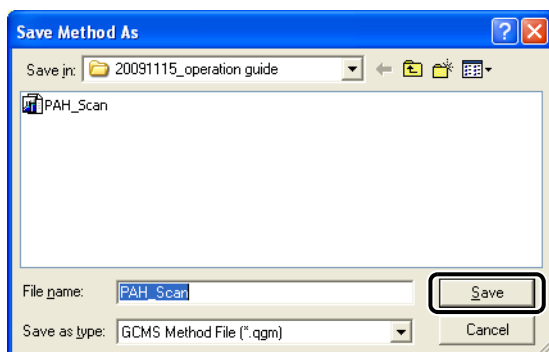 Save Method As
Save in: 20091115_operation guide
PAH_Scan
File name: PAH_Scan Save
Save as type: GCMS Method File (*.qgm) Cancel